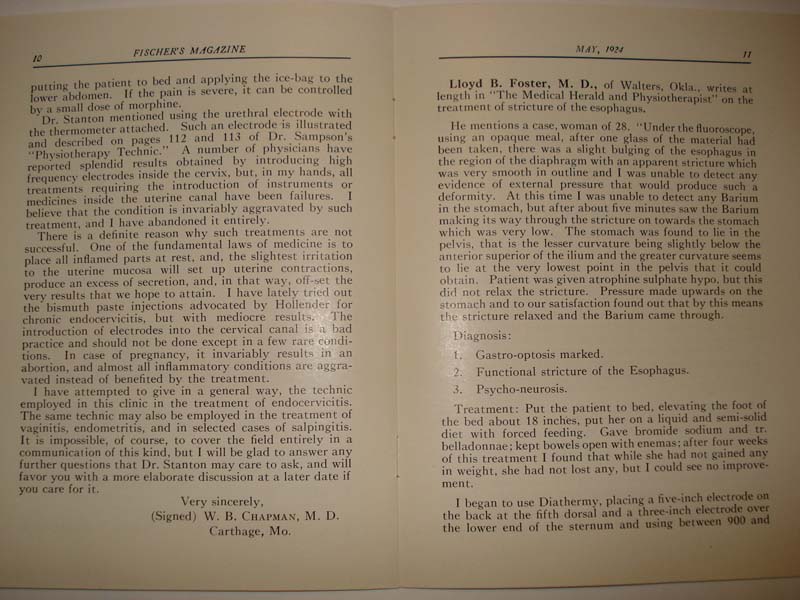 10
FISCHER'S MAGAZINE
putting the patient to bed and applying the ice-bag to the
lower abdomen. If the pain is severe, it can be controlled
by a small dose of morphine.
Dr. Stanton mentioned using the urethral electrode with
the thermometer attached. Such an electrode is illustrated
and described on pages 112 and 113 of Dr. Sampson's
"Physiotherapy Technic." A number of physicians have
reported splendid results obtained by introducing high
frequency electrodes inside the cervix, but, in my hands, all
treatments requiring the introduction of instruments or
medicines inside the uterine canal have been failures. I
believe that the condition is invariably aggravated by such
treatment, and I have abandoned it entirely.
There is a definite reason why such treatments are not
successful. One of the fundamental laws of medicine is to
place all inflamed parts at rest, and, the slightest irritation
to the uterine mucosa will set up uterine contractions,
produce an excess of secretion, and, in that way, off-set the
very results that we hope to attain. I have lately tried out
the bismuth paste injections advocated by Hollender for
chronic endocervicitis, but with mediocre results. The
introduction of electrodes into the cervical canal is a bad
practice and should not be done except in a few rare condi-
tions. In case of pregnancy, it invariably results in an
abortion, and almost all inflammatory conditions are aggra-
vated instead of benefited by the treatment.
I have attempted to give in a general way, the technic
employed in this clinic in the treatment of endocervicitis.
The same technic may also be employed in the treatment of
vaginitis, endometritis, and in selected cases of salpingitis.
It is impossible, of course, to cover the field entirely in a
communication of this kind, but I will be glad to answer any
further questions that Dr. Stanton may care to ask, and will
favor you with a more elaborate discussion at a later date if
you care for it.
Very sincerely,
(Signed) W. B. CHAPMAN, M. D.
Carthage, Mo.
MAY, 1924
11
Lloyd B. Foster, M. D., of Walters, Okla., writes at
length in "The Medical Herald and Physiotherapist" on the
treatment of stricture of the esophagus.
He mentions a case, woman of 28. "Under the fluoroscope,
using an opaque meal, after one glass of the material had
been taken, there was a slight bulging of the esophagus in
the region of the diaphragm with an apparent stricture which
was very smooth in outline and I was unable to detect any
evidence of external pressure that would produce such a
deformity. At this time I was unable to detect any Barium
in the stomach, but after about five minutes saw the Barium
making its way through the stricture on towards the stomach
which was very low. The stomach was found to lie in the
pelvis, that is the lesser curvature being slightly below the
anterior superior of the ilium and the greater curvature seems
to lie at the very lowest point in the pelvis that it could
obtain. Patient was given atrophine sulphate hypo, but this
did not relax the stricture. Pressure made upwards on the
stomach and to our satisfaction found out that by this means
the stricture relaxed and the Barium came through.
Diagnosis:
1. Gastro-optosis marked.
2. Functional stricture of the Esophagus.
3. Psycho-neurosis.
Treatment: Put the patient to bed, elevating the foot of
the bed about 18 inches, put her on a liquid and semi-solid
diet with forced feeding. Gave bromide sodium and tr.
belladonnae; kept bowels open with enemas; after four weeks
of this treatment I found that while she had not gained any
in weight, she had not lost any, but I could see no improve-
ment.
I began to use Diathermy, placing a five-inch electrode on
the back at the fifth dorsal and a three-inch electrode over
the lower end of the sternum and using between 900 and